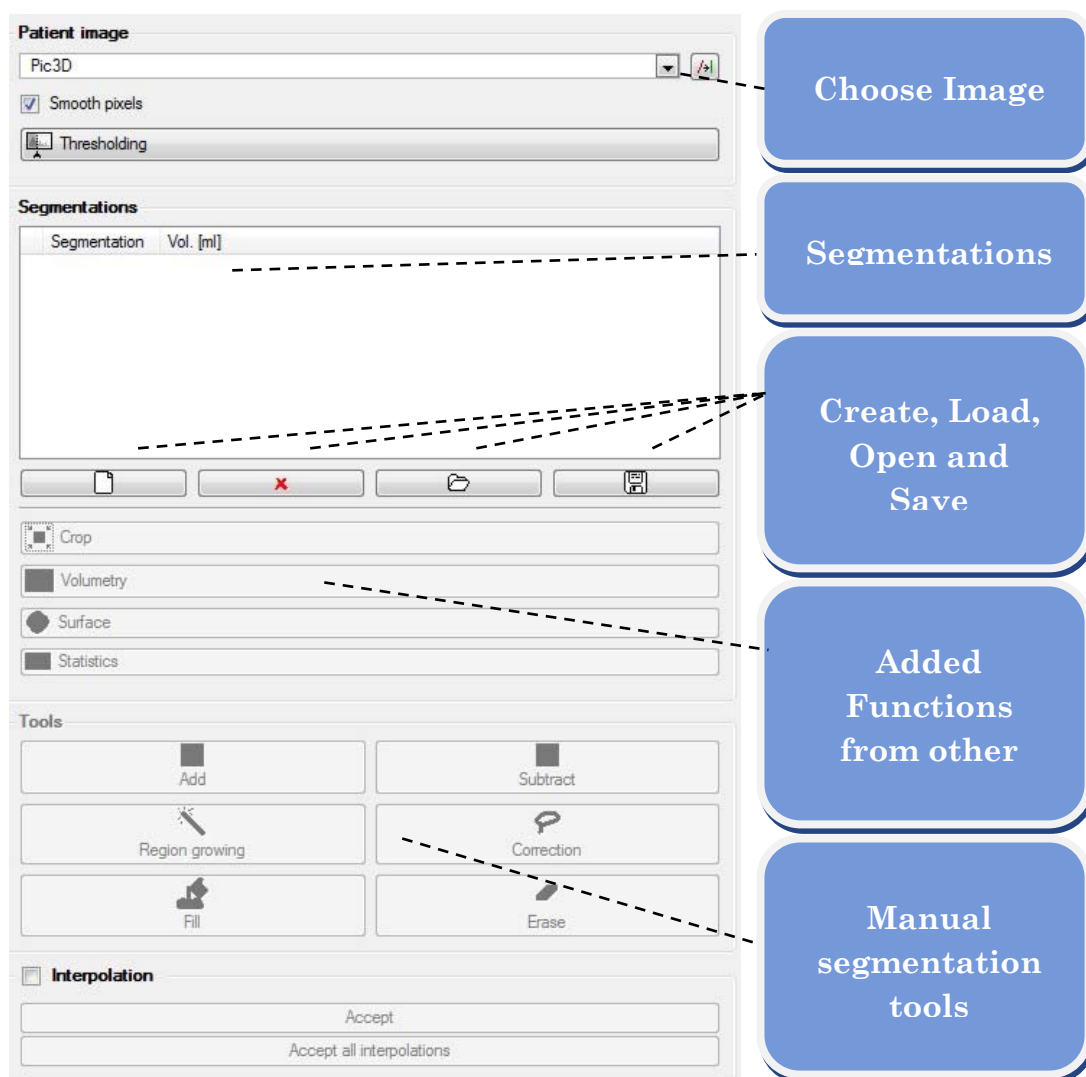 Patient image
Pic3D
Smooth pixels
Thresholding
Choose Image
Segmentations
Segmentation Vol. [ml]
Segmentations
Create, Load,
Open and
Save
Crop
Volumetry
Surface
Statistics
Added
Functions
from other
Tools
Add Subtract
Region growing Correction
Fill Erase
Manual
segmentation
tools
Interpolation
Accept
Accept all interpolations